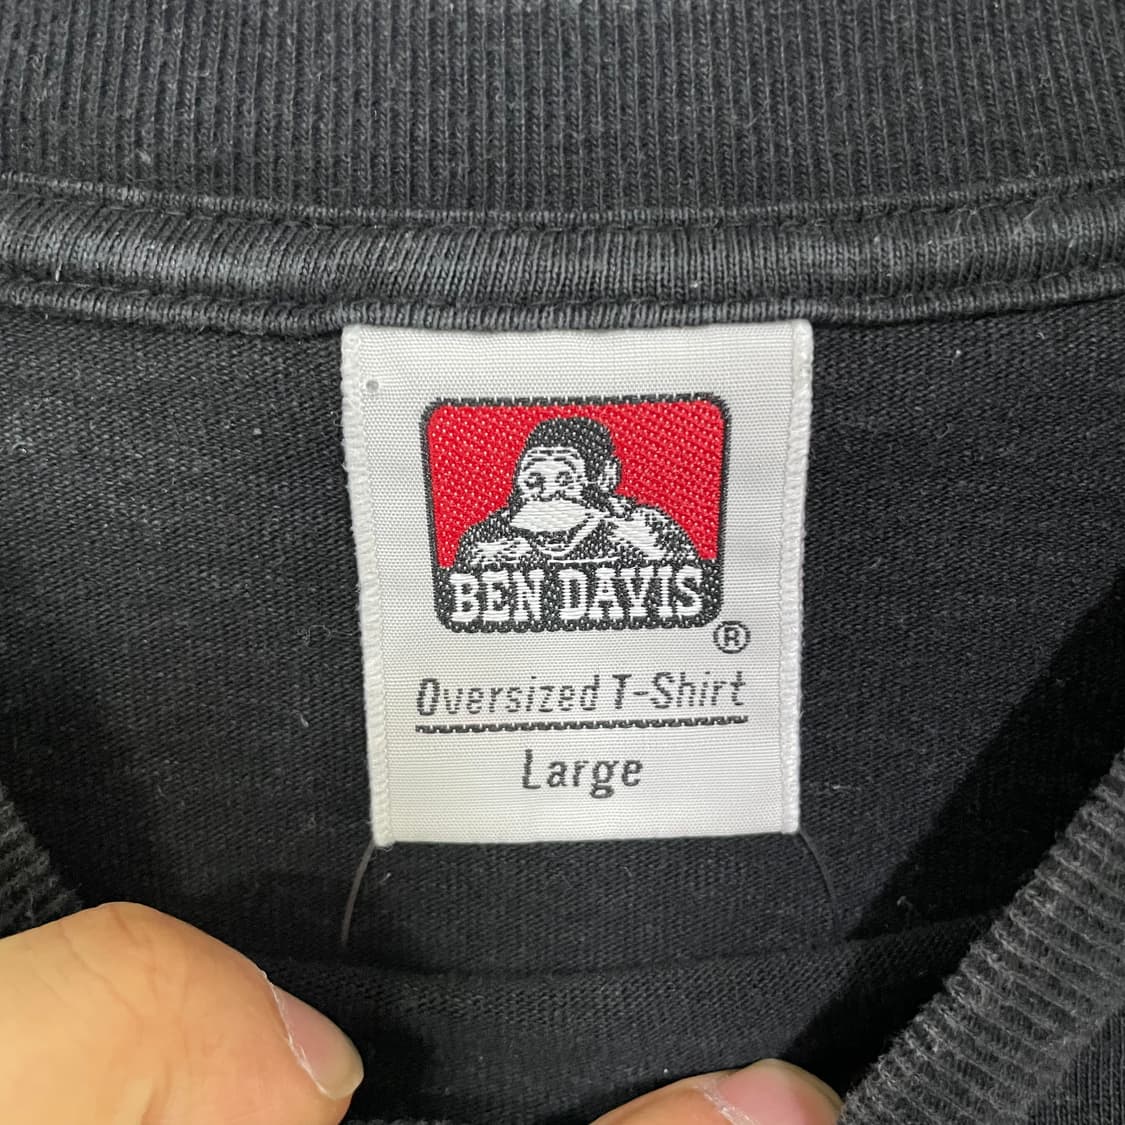 BEN DAVIS
®
Oversized T-Shirt
Large